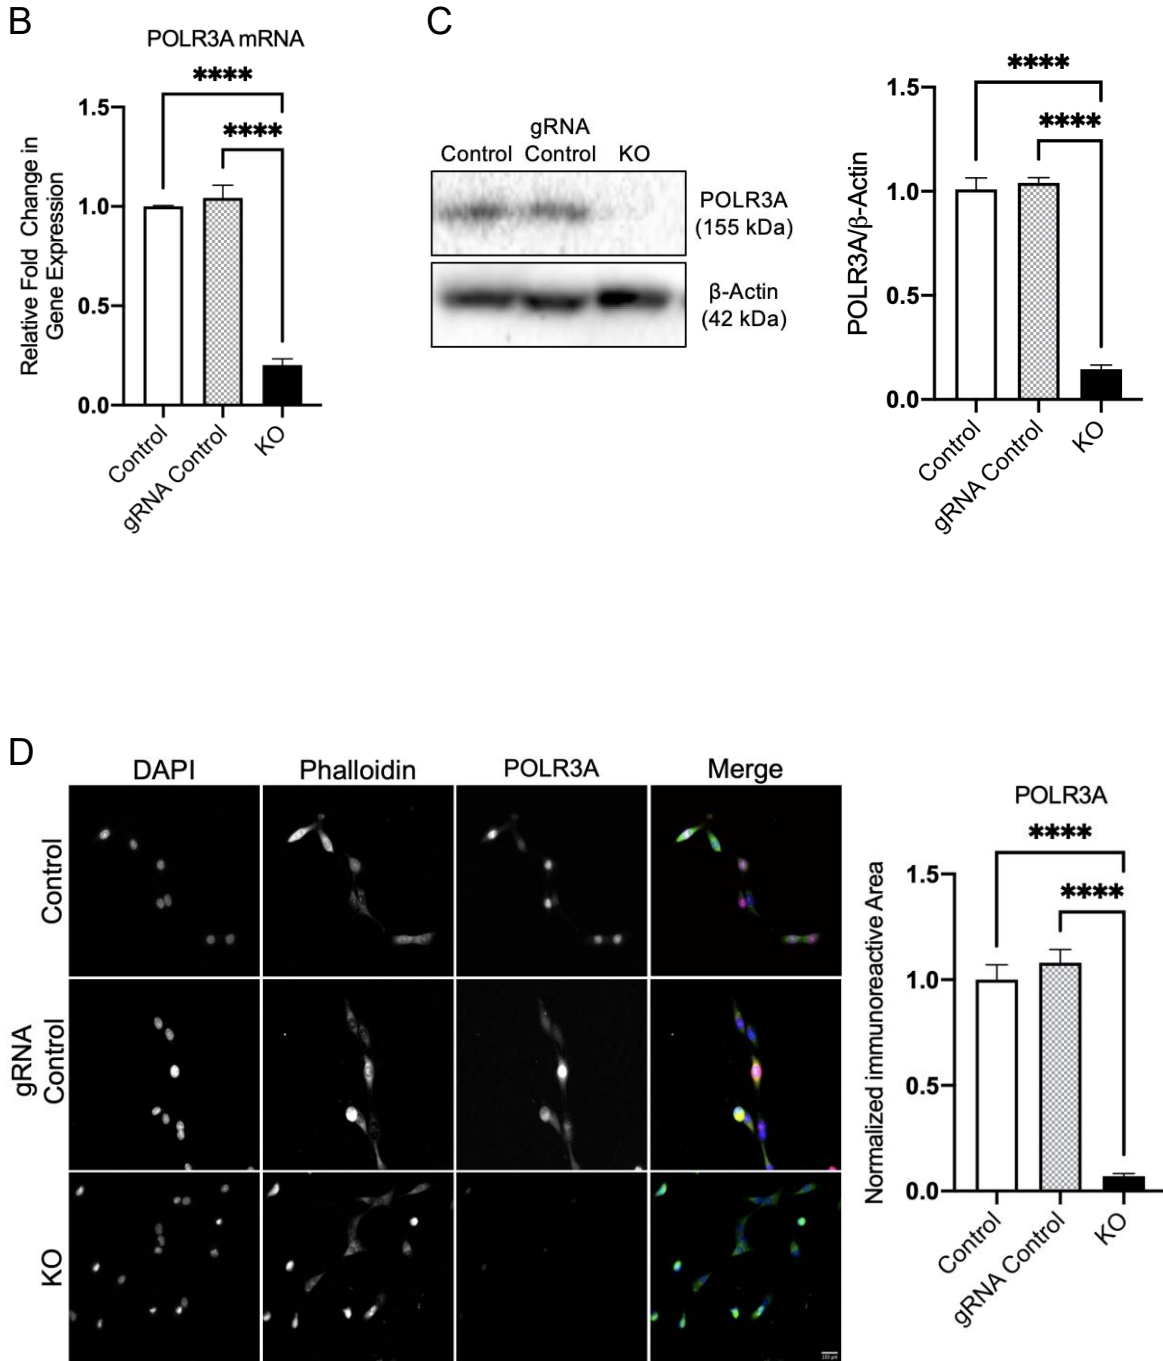 B
POLR3A mRNA
****
****
Relative Fold Change in
Gene Expression
1.5
1.0
0.5
0.0
Control
gRNA Control
KO
C
gRNA
Control Control KO
POLR3A
(155 kDa)
β-Actin
(42 kDa)
****
****
POLR3A/β-Actin
1.5
1.0
0.5
0.0
Control
gRNA Control
KO
D
DAPI Phalloidin POLR3A Merge
Control
gRNA
Control
KO
100 µm
POLR3A
****
****
Normalized immunoreactive Area
1.5
1.0
0.5
0.0
Control
gRNA Control
KO